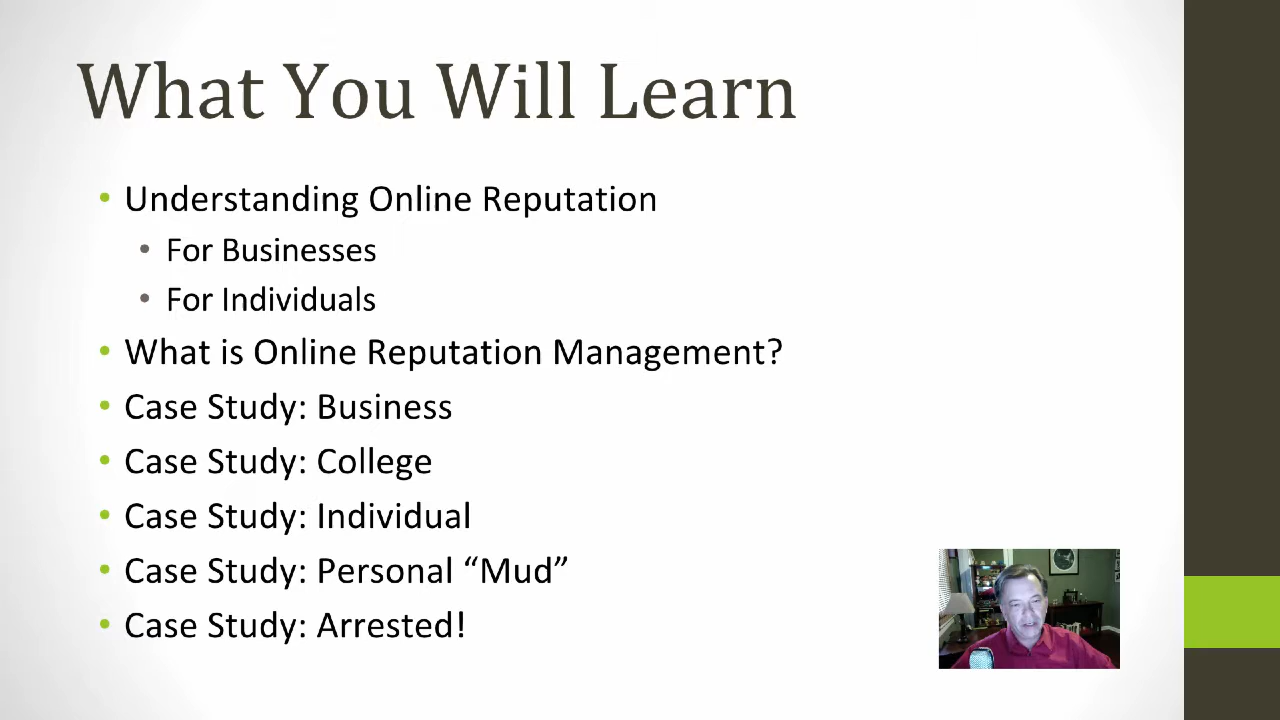 What You Will Learn
• Understanding Online Reputation
• For Businesses
• For Individuals
• What is Online Reputation Management?
• Case Study: Business
• Case Study: College
• Case Study: Individual
• Case Study: Personal “Mud”
• Case Study: Arrested!